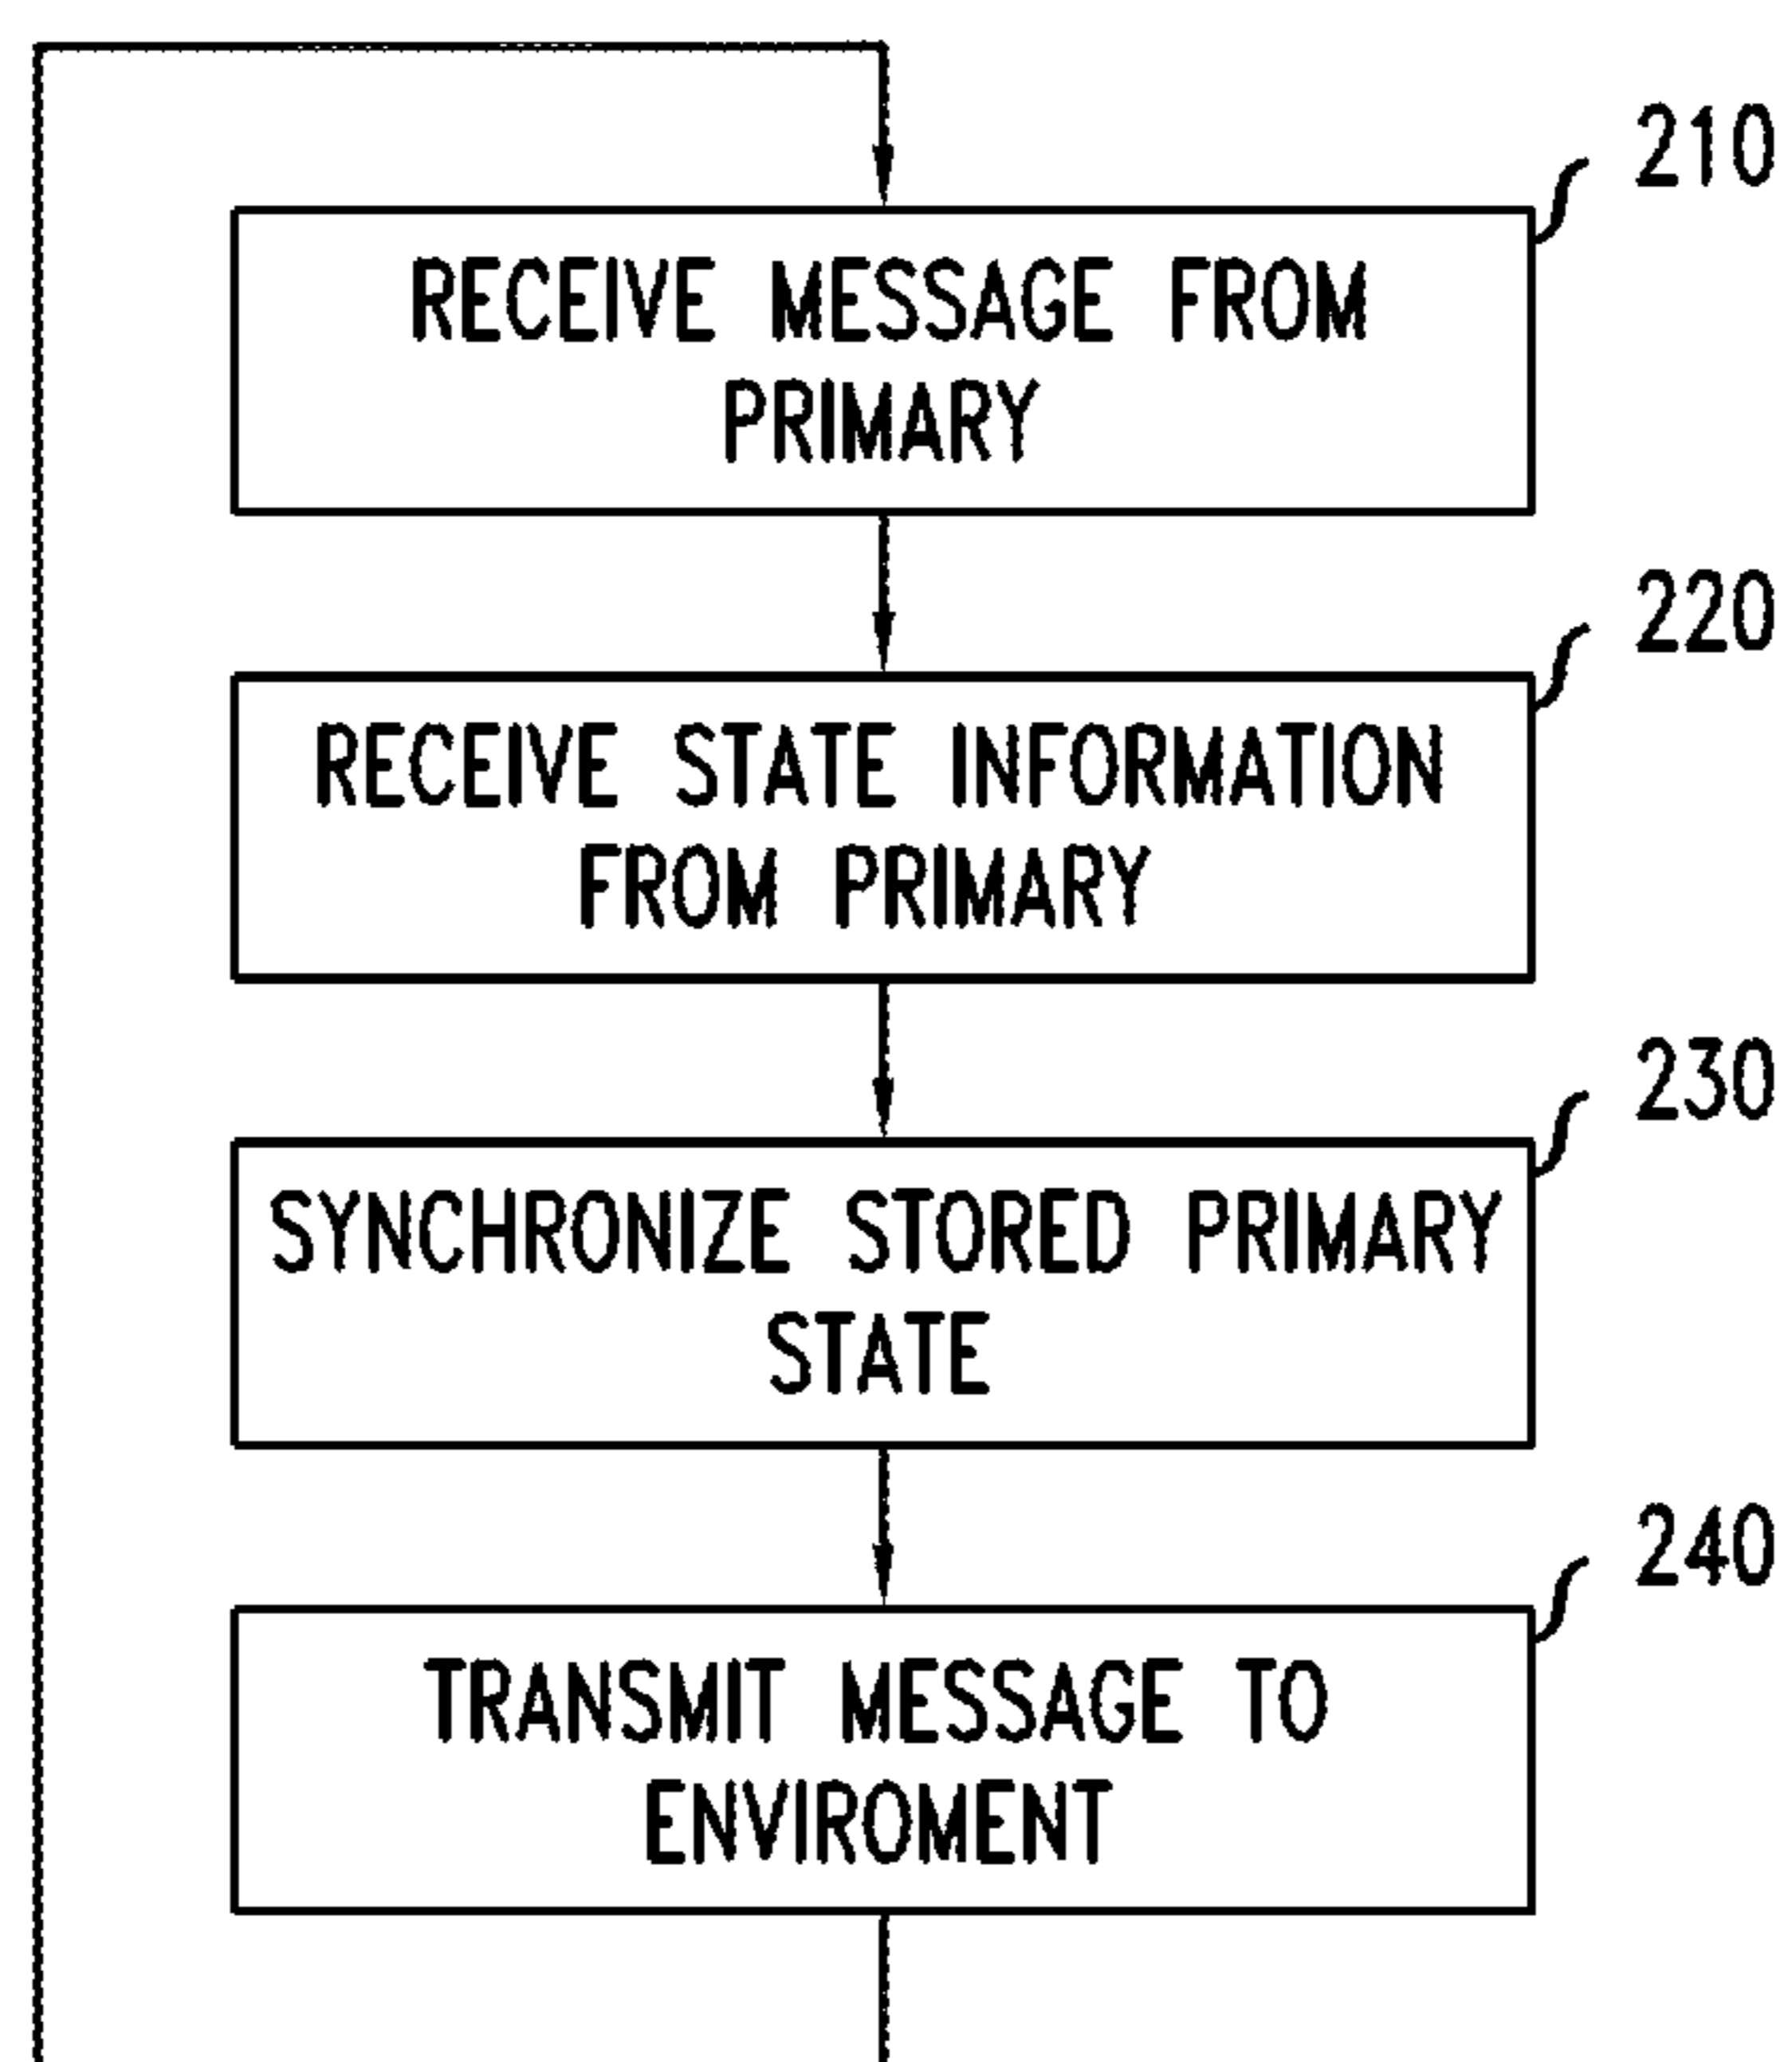 210
RECEIVE MESSAGE FROM
PRIMARY
220
RECEIVE STATE INFORMATION
FROM PRIMARY
230
SYNCHRONIZE STORED PRIMARY
STATE
240
TRANSMIT MESSAGE TO
ENVIROMENT